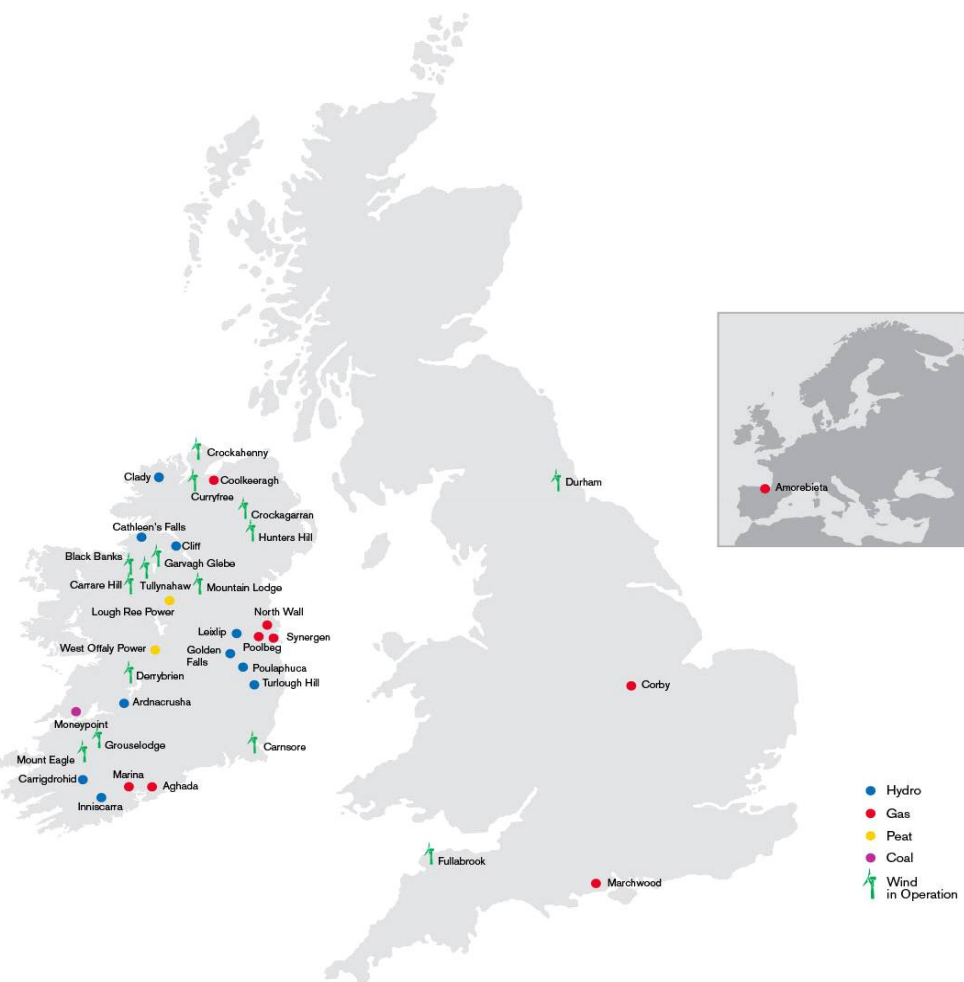 Crockahenny
Clady
Coolkeeragh
Curryfree
Durham
Amorebieta
Crockagarran
Cathleen's Falls
Hunters Hill
Cliff
Black Banks
Garvagh Glebe
Carrare Hill
Tullynahaw
Mountain Lodge
Lough Ree Power
North Wall
Leixlip
Synergen
Poolbeg
West Offaly Power
Golden
Falls
Poulaphuca
Derrybrien
Turlough Hill
Corby
Ardnacrusha
Moneypoint
Grouselodge
Carnsore
Mount Eagle
Marina
Carrigdrohid
Aghada
Inniscarra
Hydro
Gas
Peat
Coal
Wind
in Operation
Fullabrook
Marchwood